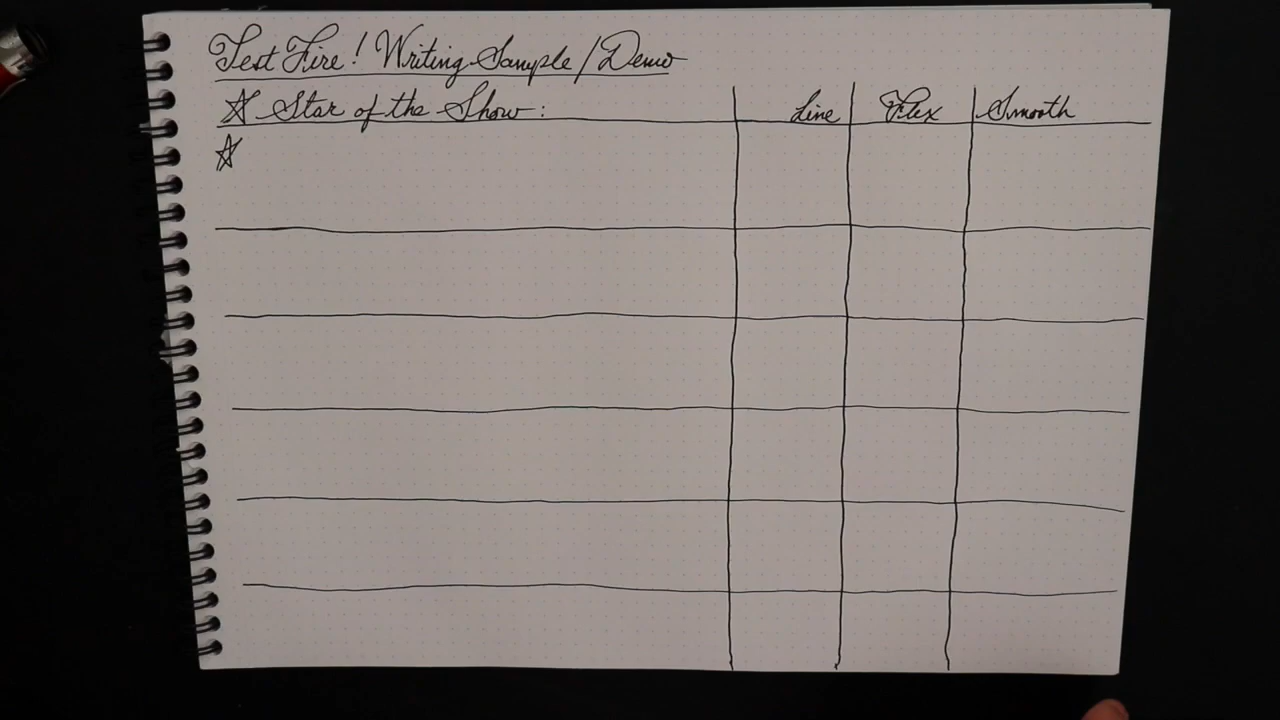 Test Fire! Writing Sample/Demo
☆ Star of the Show: Line Flex Smooth
☆